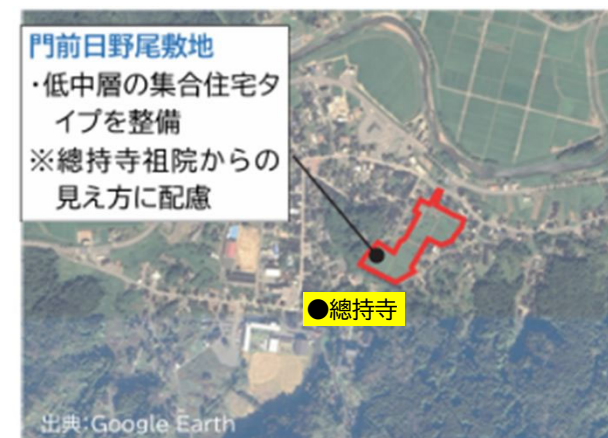 門前日野尾敷地
・低中層の集合住宅タ
イプを整備
※總持寺祖院からの
見え方に配慮
●總持寺
出典:Google Earth